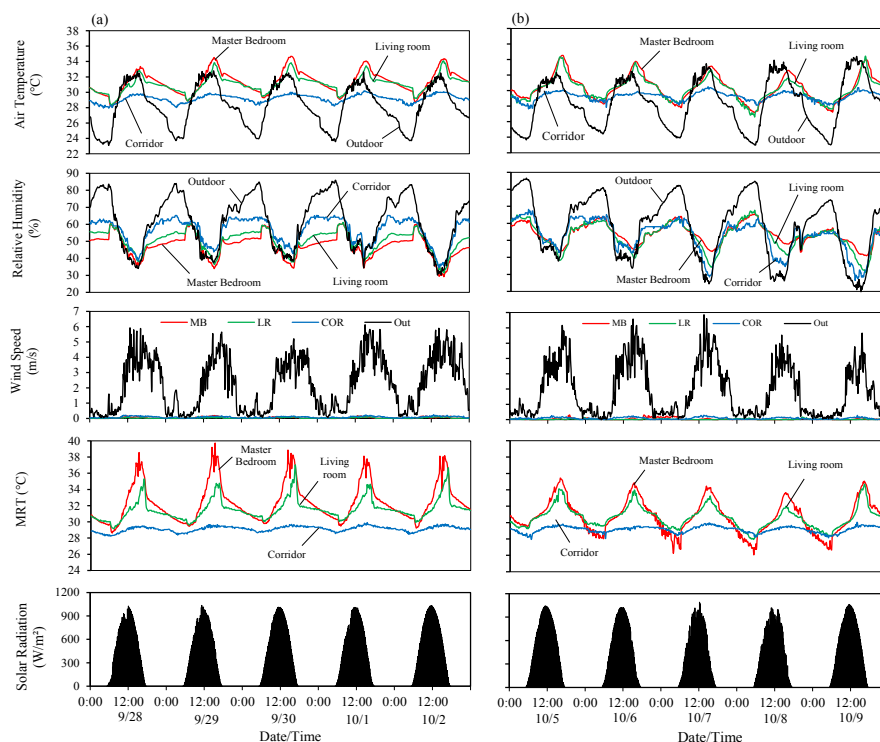 (a)
(b)
Air Temperature
(°C)
38
36
34
32
30
28
26
24
22
Master Bedroom
Living room
Corridor
Outdoor
Master Bedroom
Living room
Corridor
Outdoor
Relative Humidity
(%)
90
80
70
60
50
40
30
20
Outdoor
Corridor
Master Bedroom
Living room
Outdoor
Living room
Master Bedroom
Corridor
Wind Speed
(m/s)
7
6
5
4
3
2
1
0
MB LR COR Out
MB LR COR Out
MRT (°C)
40
38
36
34
32
30
28
26
24
Master
Bedroom
Living
room
Corridor
Master Bedroom
Living room
Corridor
Solar Radiation
(W/m²)
1200
900
600
300
0
0:00 12:00 0:00 12:00 0:00 12:00 0:00 12:00 0:00 12:00
9/28 9/29 9/30 10/1 10/2
Date/Time
0:00 12:00 0:00 12:00 0:00 12:00 0:00 12:00 0:00 12:00
10/5 10/6 10/7 10/8 10/9
Date/Time